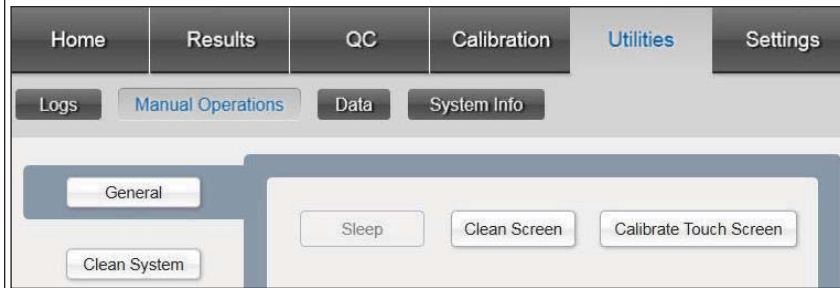 Home Results QC Calibration Utilities Settings
Logs Manual Operations Data System Info
General
Sleep Clean Screen Calibrate Touch Screen
Clean System